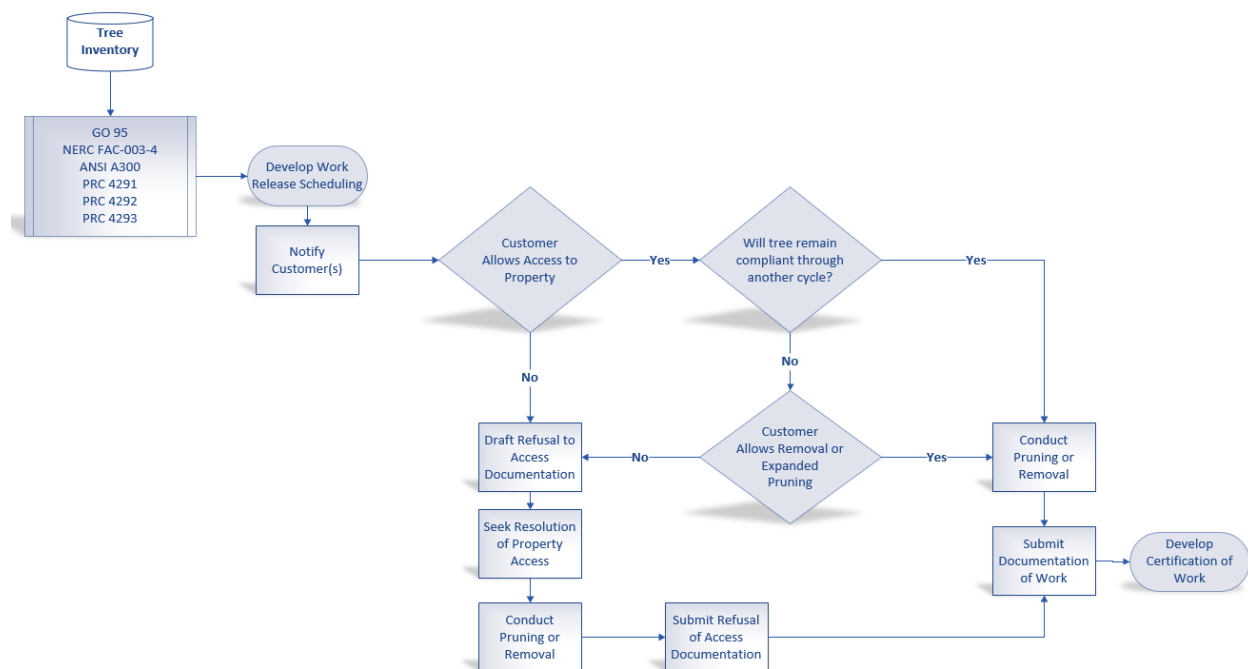 Tree
Inventory
GO 95
NERC FAC-003-4
ANSI A300
PRC 4291
PRC 4292
PRC 4293
Develop Work
Release Scheduling
Notify
Customer(s)
Customer
Allows Access to
Property
Yes
Will tree remain
compliant through
another cycle?
Yes
No
No
Draft Refusal to
Access
Documentation
No
Customer
Allows Removal or
Expanded
Pruning
Yes
Conduct
Pruning or
Removal
Seek Resolution
of Property
Access
Submit
Documentation
of Work
Develop
Certification of
Work
Conduct
Pruning or
Removal
Submit Refusal
of Access
Documentation